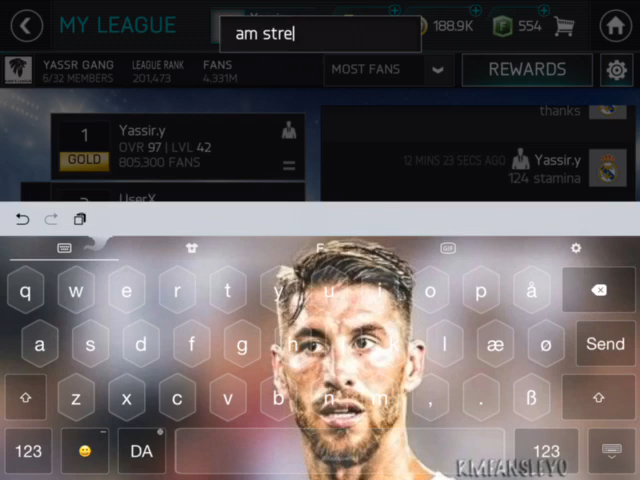 MY LEAGUE
am stre
188.9K
554
YASSR GANG
6/32 MEMBERS
LEAGUE RANK
201,473
FANS
4.331M
MOST FANS
REWARDS
1
GOLD
Yassir.y
OVR 97 | LVL 42
805,300 FANS
UserX
thanks
12 MINS 23 SECS AGO Yassir.y
124 stamina
F
GIF
q w e r t y u i o p å
a s d f g h j k l æ ø Send
z x c v b n m , . ß
123 DA 123